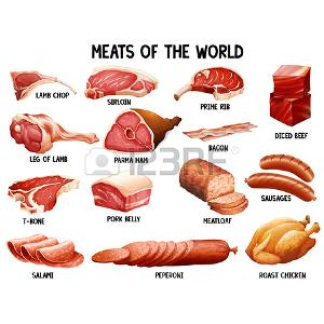 MEATS OF THE WORLD
LAMB CHOP
SIRLOIN
PRIME RIB
DICED BEEF
LEG OF LAMB
PARMA HAM
BACON
SAUSAGES
T-BONE
PORK BELLY
MEATLOAF
SALAMI
PEPERONI
ROAST CHICKEN
123RF